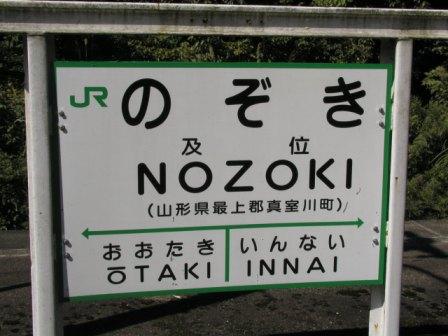 JR のぞき
及位
NOZOKI
(山形県最上郡真室川町)
おおたき いんない
ŌTAKI INNAI